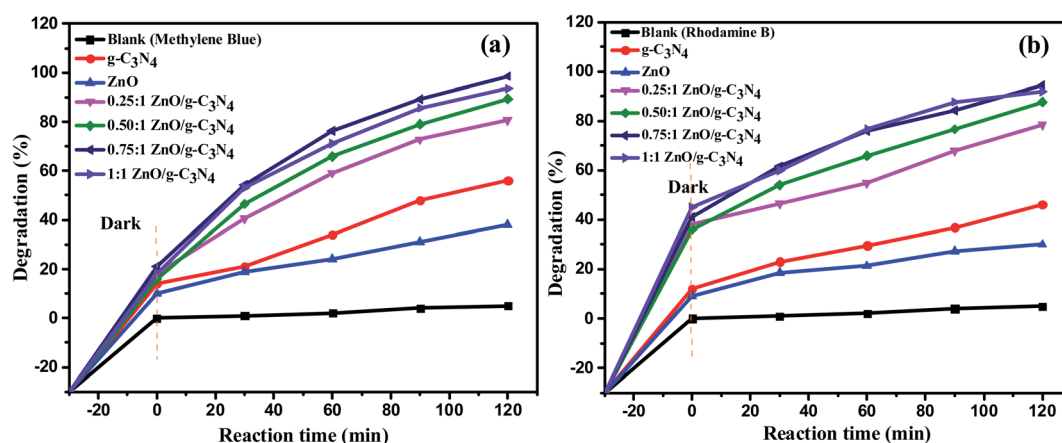 (a)
Blank (Methylene Blue)
g-C3N4
ZnO
0.25:1 ZnO/g-C3N4
0.50:1 ZnO/g-C3N4
0.75:1 ZnO/g-C3N4
1:1 ZnO/g-C3N4
Dark
Degradation (%)
120
100
80
60
40
20
0
-20
-20 0 20 40 60 80 100 120
Reaction time (min)
(b)
Blank (Rhodamine B)
g-C3N4
ZnO
0.25:1 ZnO/g-C3N4
0.50:1 ZnO/g-C3N4
0.75:1 ZnO/g-C3N4
1:1 ZnO/g-C3N4
Dark
Degradation (%)
120
100
80
60
40
20
0
-20
-20 0 20 40 60 80 100 120
Reaction time (min)